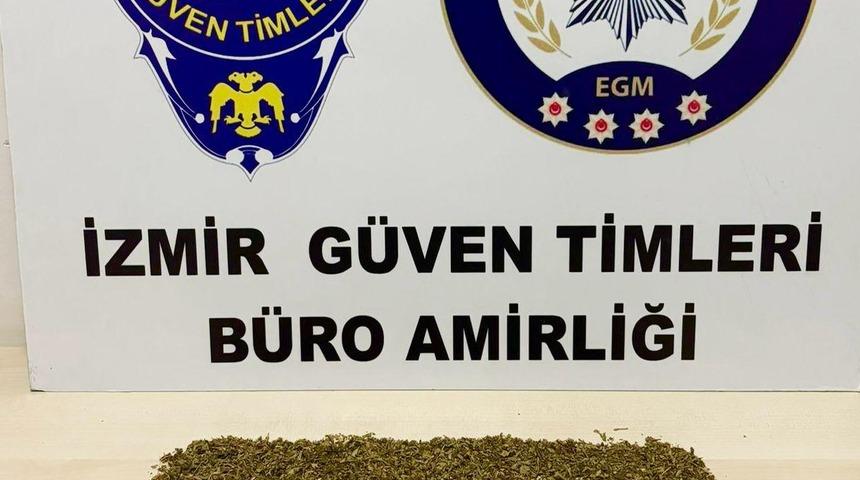 GÜVEN TİMLERİ
EGM
İZMİR GÜVEN TİMLERİ
BÜRO AMİRLİĞİ